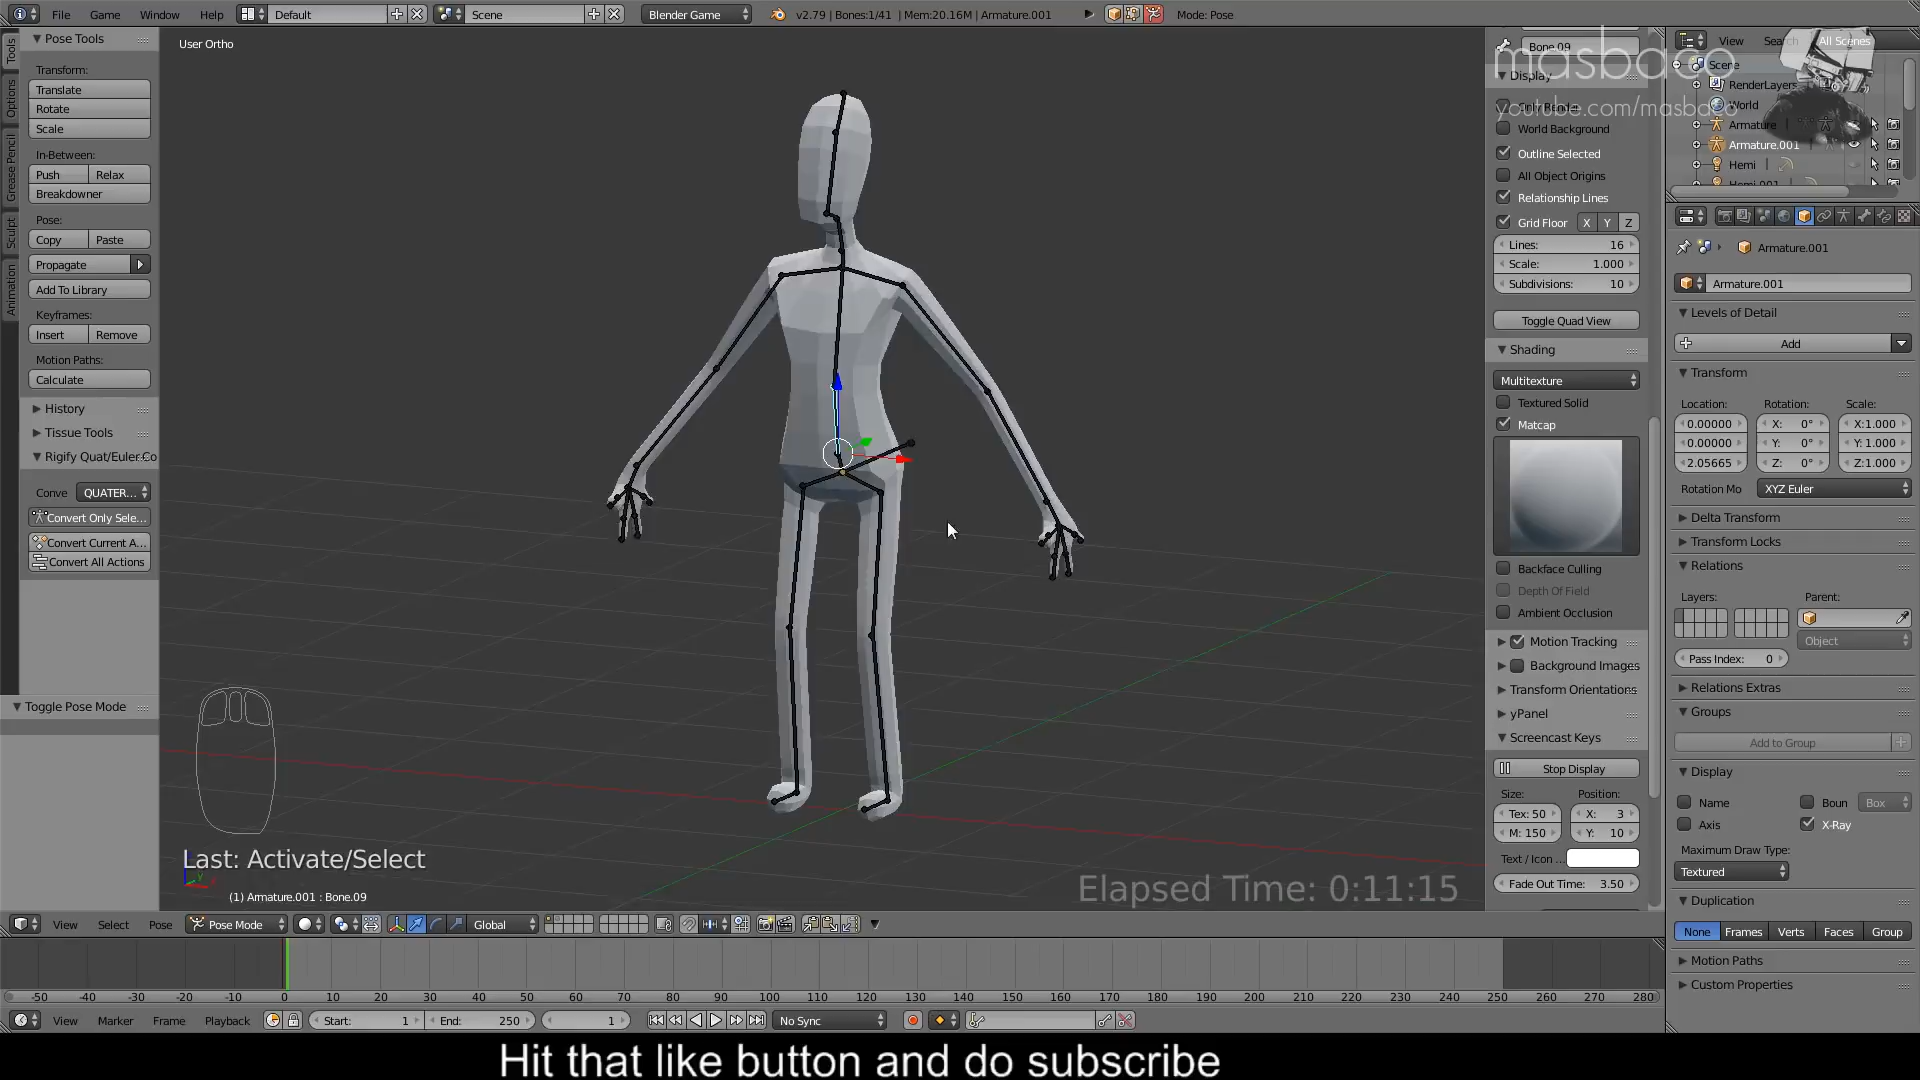 File Game Window Help Default Scene Blender Game v2.79 | Bones:1/41 | Mem:20.16M | Armature.001 Mode: Pose
Tools
Options
Grease Pencil
Sculpt
Animation
Pose Tools
Transform:
Translate
Rotate
Scale
In-Between:
Push Relax
Breakdowner
Pose:
Copy Paste
Propagate
Add To Library
Keyframes:
Insert Remove
Motion Paths:
Calculate
History
Tissue Tools
Rigify Quat/Euler Co
Conve QUATER...
Convert Only Sele...
Convert Current A...
Convert All Actions
Toggle Pose Mode
User Ortho
Last: Activate/Select
(1) Armature.001 : Bone.09
Elapsed Time: 0:11:15
Bone.09
Display
World Background
Outline Selected
All Object Origins
Relationship Lines
Grid Floor X Y Z
Lines: 16
Scale: 1.000
Subdivisions: 10
Toggle Quad View
Shading
Multitexture
Textured Solid
Matcap
Backface Culling
Depth Of Field
Ambient Occlusion
Motion Tracking
Background Images
Transform Orientations
yPanel
Screencast Keys
Stop Display
Size: Position:
Tex: 50 X: 3
M: 150 Y: 10
Text / Icon ...
Fade Out Time: 3.50
masbaco
youtube.com/masbaco
View Search All Scenes
Scene
RenderLayers
World
Armature
Armature.001
Hemi
Hemi.001
Armature.001
Armature.001
Levels of Detail
Add
Transform
Location: Rotation: Scale:
0.00000 X: 0° X:1.000
0.00000 Y: 0° Y: 1.000
2.05665 Z: 0° Z:1.000
Rotation Mo XYZ Euler
Delta Transform
Transform Locks
Relations
Layers: Parent:
Object
Pass Index: 0
Relations Extras
Groups
Add to Group
Display
Name Boun Box
Axis X-Ray
Maximum Draw Type:
Textured
Duplication
None Frames Verts Faces Group
Motion Paths
Custom Properties
View Select Pose Pose Mode Global
-50 -40 -30 -20 -10 0 10 20 30 40 50 60 70 80 90 100 110 120 130 140 150 160 170 180 190 200 210 220 230 240 250 260 270 280
View Marker Frame Playback Start: 1 End: 250 1 No Sync
Hit that like button and do subscribe